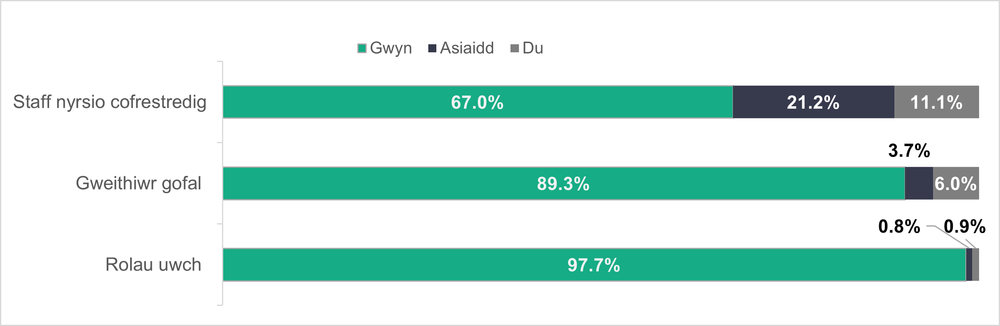 Gwyn Asiaidd Du
Staff nyrsio cofrestredig 67.0% 21.2% 11.1%
3.7%
Gweithiwr gofal 89.3% 6.0%
0.8% 0.9%
Rolau uwch 97.7%